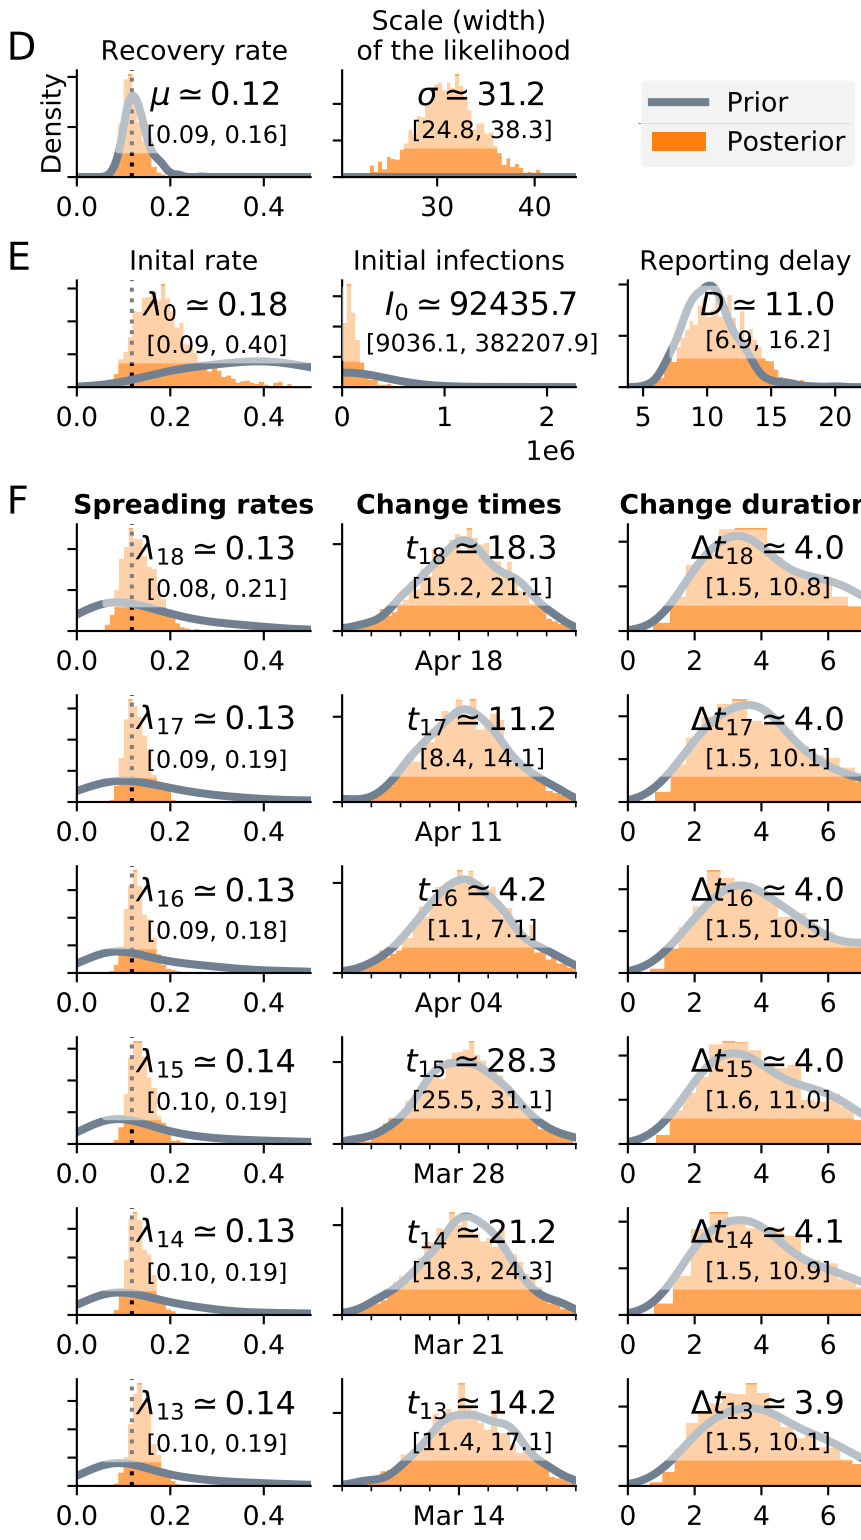 D
Recovery rate
Scale (width)
of the likelihood
Density
μ ≃ 0.12
[0.09, 0.16]
σ ≃ 31.2
[24.8, 38.3]
Prior
Posterior
0.0 0.2 0.4
30 40
E
Inital rate
Initial infections
Reporting delay
λ0 ≃ 0.18
[0.09, 0.40]
I0 ≃ 92435.7
[9036.1, 382207.9]
D ≃ 11.0
[6.9, 16.2]
0.0 0.2 0.4
0 1 2
1e6
5 10 15 20
F
Spreading rates
Change times
Change duration
λ18 ≃ 0.13
[0.08, 0.21]
t18 ≃ 18.3
[15.2, 21.1]
Δt18 ≃ 4.0
[1.5, 10.8]
0.0 0.2 0.4
Apr 18
0 2 4 6
λ17 ≃ 0.13
[0.09, 0.19]
t17 ≃ 11.2
[8.4, 14.1]
Δt17 ≃ 4.0
[1.5, 10.1]
0.0 0.2 0.4
Apr 11
0 2 4 6
λ16 ≃ 0.13
[0.09, 0.18]
t16 ≃ 4.2
[1.1, 7.1]
Δt16 ≃ 4.0
[1.5, 10.5]
0.0 0.2 0.4
Apr 04
0 2 4 6
λ15 ≃ 0.14
[0.10, 0.19]
t15 ≃ 28.3
[25.5, 31.1]
Δt15 ≃ 4.0
[1.6, 11.0]
0.0 0.2 0.4
Mar 28
0 2 4 6
λ14 ≃ 0.13
[0.10, 0.19]
t14 ≃ 21.2
[18.3, 24.3]
Δt14 ≃ 4.1
[1.5, 10.9]
0.0 0.2 0.4
Mar 21
0 2 4 6
λ13 ≃ 0.14
[0.10, 0.19]
t13 ≃ 14.2
[11.4, 17.1]
Δt13 ≃ 3.9
[1.5, 10.1]
0.0 0.2 0.4
Mar 14
0 2 4 6